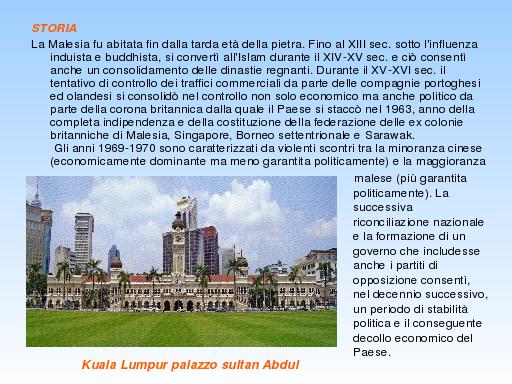 STORIA
La Malesia fu abitata fin dalla tarda età della pietra. Fino al XIII sec. sotto l'influenza
induista e buddhista, si convertì all'Islam durante il XIV-XV sec. e ciò consentì
anche un consolidamento delle dinastie regnanti. Durante il XV-XVI sec. il
tentativo di controllo dei traffici commerciali da parte delle compagnie portoghesi
ed olandesi si consolidò nel controllo non solo economico ma anche politico da
parte della corona britannica dalla quale il Paese si staccò nel 1963, anno della
completa indipendenza e della costituzione della federazione delle ex colonie
britanniche di Malesia, Singapore, Borneo settentrionale e Sarawak.
Gli anni 1969-1970 sono caratterizzati da violenti scontri tra la minoranza cinese
(economicamente dominante ma meno garantita politicamente) e la maggioranza
malese (più garantita
politicamente). La
successiva
riconciliazione nazionale
e la formazione di un
governo che includesse
anche i partiti di
opposizione consentì,
nel decennio successivo,
un periodo di stabilità
politica e il conseguente
decollo economico del
Paese.
Kuala Lumpur palazzo sultan Abdul